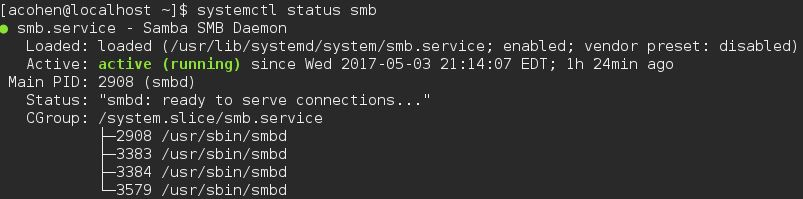 [acohen@localhost ~]$ systemctl status smb
● smb.service - Samba SMB Daemon
   Loaded: loaded (/usr/lib/systemd/system/smb.service; enabled; vendor preset: disabled)
   Active: active (running) since Wed 2017-05-03 21:14:07 EDT; 1h 24min ago
 Main PID: 2908 (smbd)
   Status: "smbd: ready to serve connections..."
   CGroup: /system.slice/smb.service
           ├─2908 /usr/sbin/smbd
           ├─3383 /usr/sbin/smbd
           ├─3384 /usr/sbin/smbd
           └─3579 /usr/sbin/smbd